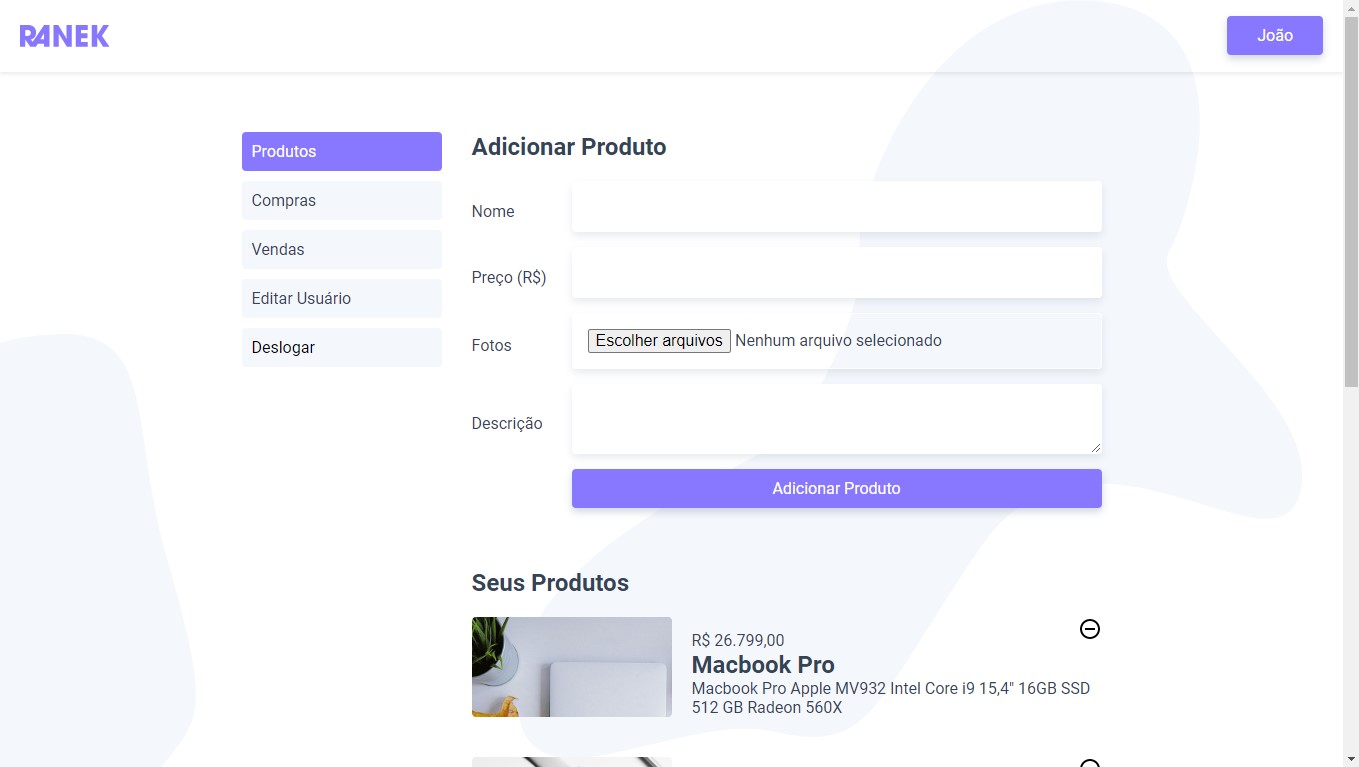 RANEK
João
Produtos
Compras
Vendas
Editar Usuário
Deslogar
Adicionar Produto
Nome
Preço (R$)
Fotos
Escolher arquivos Nenhum arquivo selecionado
Descrição
Adicionar Produto
Seus Produtos
R$ 26.799,00
Macbook Pro
Macbook Pro Apple MV932 Intel Core i9 15,4" 16GB SSD
512 GB Radeon 560X